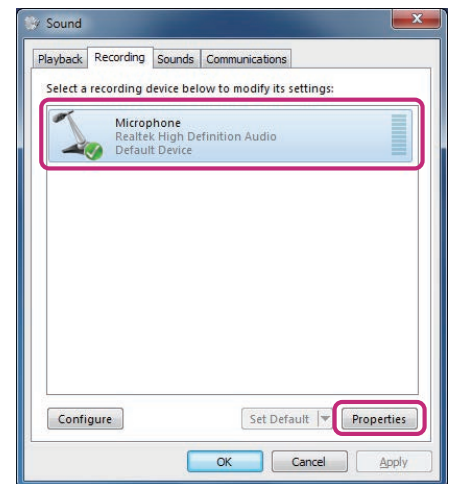 Sound
Playback Recording Sounds Communications
Select a recording device below to modify its settings:
Microphone
Realtek High Definition Audio
Default Device
Configure Set Default Properties
OK Cancel Apply